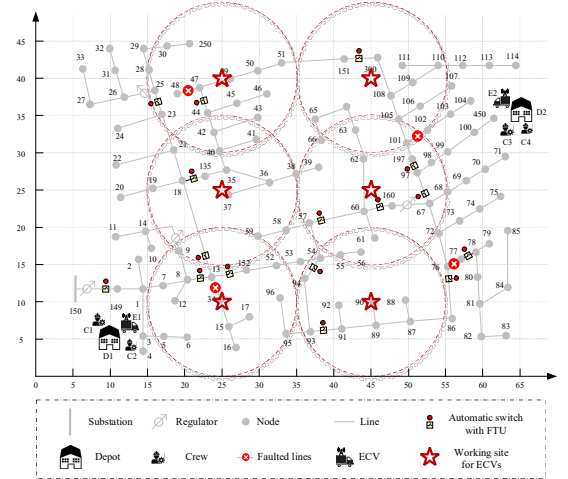 32 29 30 250 51 111 110 112 113 114
40 33 31 28 49 50 151 300 109 107
27 26 25 48 47 45 46 108 106 104 E2 D2
35 24 23 44 43 65 105 103 450 C3 C4
30 22 21 42 40 41 66 63 101 102 100
20 19 18 135 35 36 38 39 62 197 97 98 99 71
25 37 160 68 69 70
20 11 14 59 58 57 60 67 73 74 75
15 2 10 9 61 72 77 78 79 85
150 149 7 8 13 152 52 53 54 55 56 76 80
10 1 12 34 94 96 92 90 88 81 84
C1 E1 17 15 95 93 91 89 87 86
5 D1 C2 3 4 5 6 16 82 83
0 5 10 15 20 25 30 35 40 45 50 55 60 65
Substation Regulator Node Line Automatic switch
with FTU
Depot Crew Faulted lines ECV Working site
for ECVs